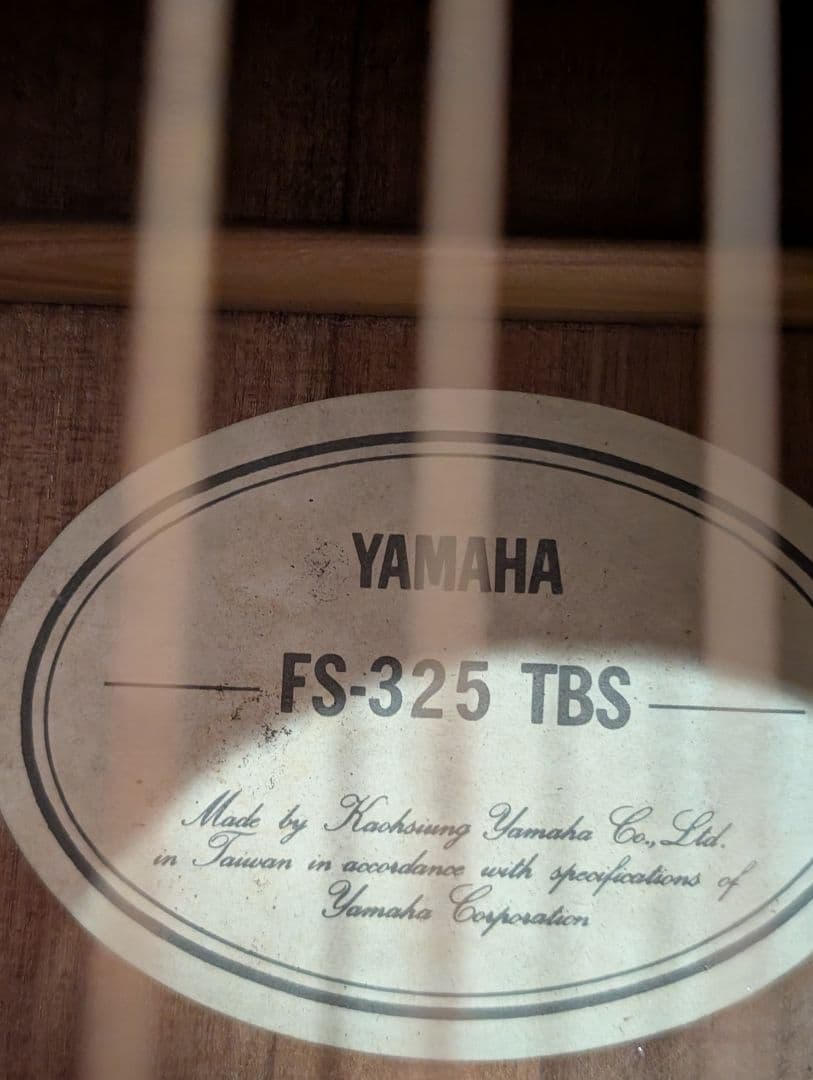 YAMAHA
FS-325 TBS
Made by Kaohsiung Yamaha Co., Ltd.
in Taiwan in accordance with specifications of
Yamaha Corporation